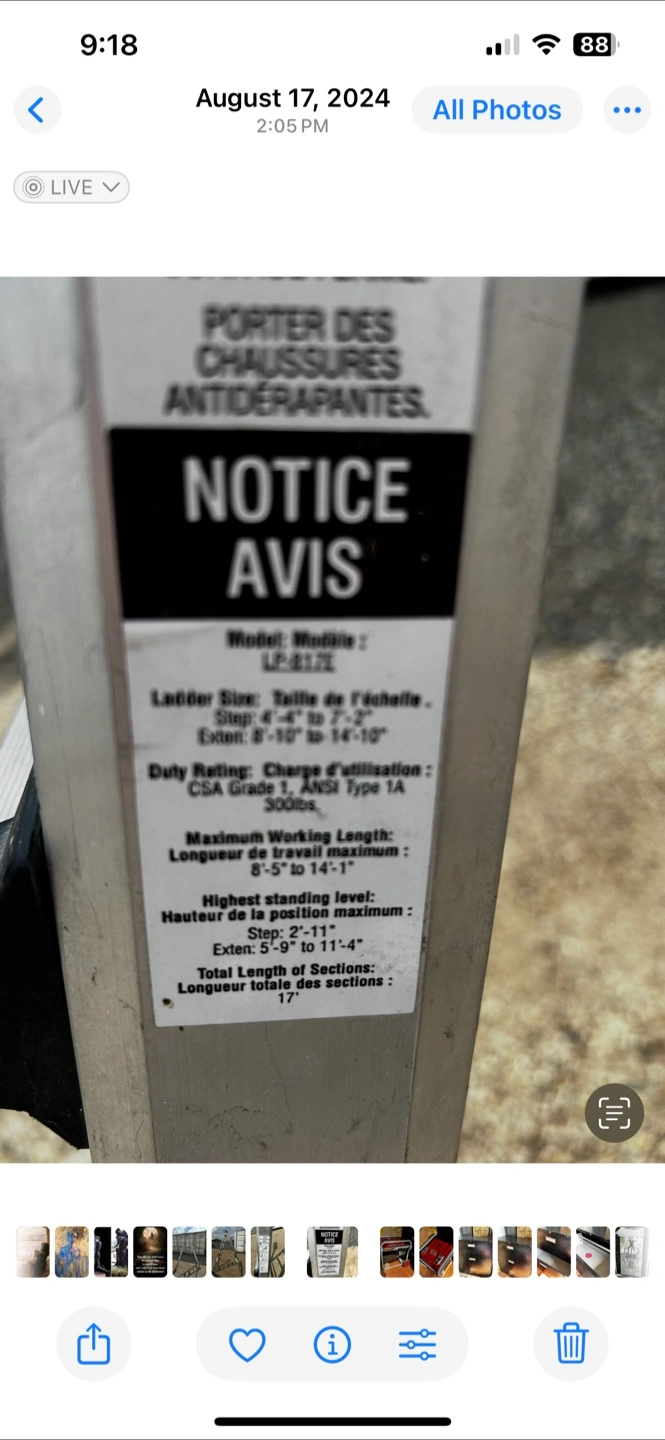 9:18
88
August 17, 2024
2:05 PM
All Photos
LIVE
PORTER DES
CHAUSSURES
ANTIDÉRAPANTES.
NOTICE
AVIS
Model: Modèle :
LP-817E
Ladder Size: Taille de l'échelle .
Step: 4'-4" to 7'-2"
Exten: 8'-10" to 14'-10"
Duty Rating: Charge d'utilisation :
CSA Grade 1, ANSI Type 1A
300lbs.
Maximum Working Length:
Longueur de travail maximum :
8'-5" to 14'-1"
Highest standing level:
Hauteur de la position maximum :
Step: 2'-11"
Exten: 5'-9" to 11'-4"
Total Length of Sections:
Longueur totale des sections :
17'
NOTICE
AVIS